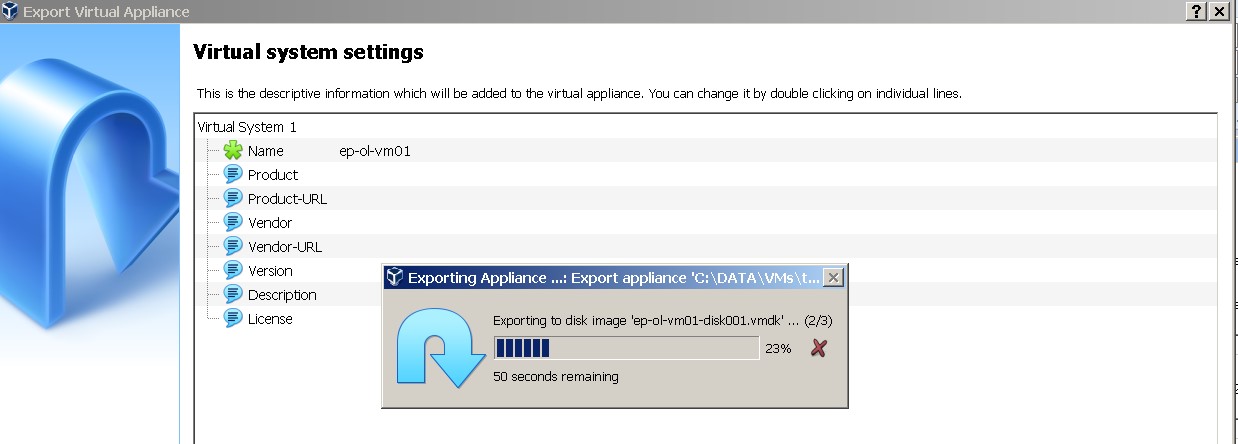 Export Virtual Appliance
Virtual system settings
This is the descriptive information which will be added to the virtual appliance. You can change it by double clicking on individual lines.
Virtual System 1
Name ep-ol-vm01
Product
Product-URL
Vendor
Vendor-URL
Version
Description
License
Exporting Appliance ...: Export appliance 'C:\DATA\VMs\t...
Exporting to disk image 'ep-ol-vm01-disk001.vmdk' ... (2/3)
23%
50 seconds remaining